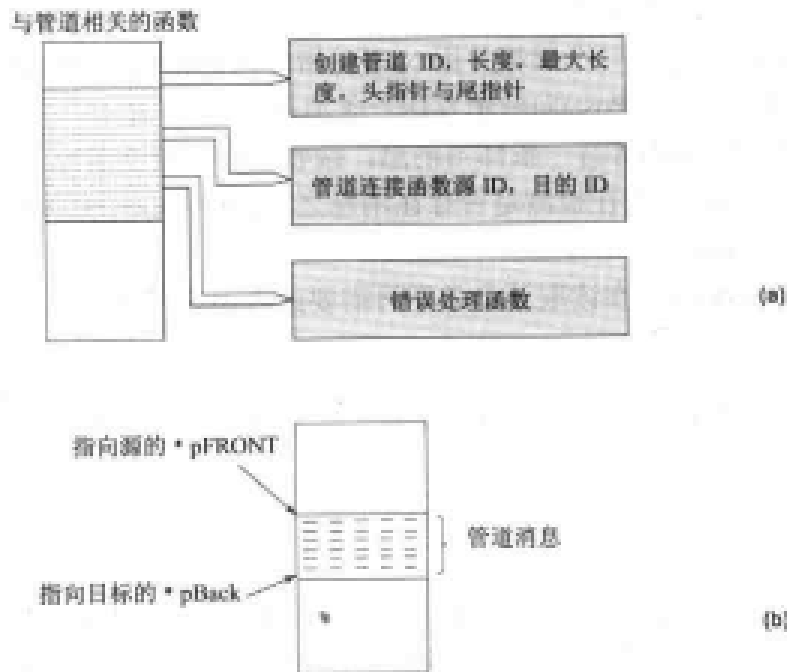 与管道相关的函数
创建管道 ID，长度，最大长
度，头指针与尾指针
管道连接函数源 ID，目的 ID
错误处理函数
(a)
指向源的 * pFRONT
管道消息
指向目标的 * pBack
(b)